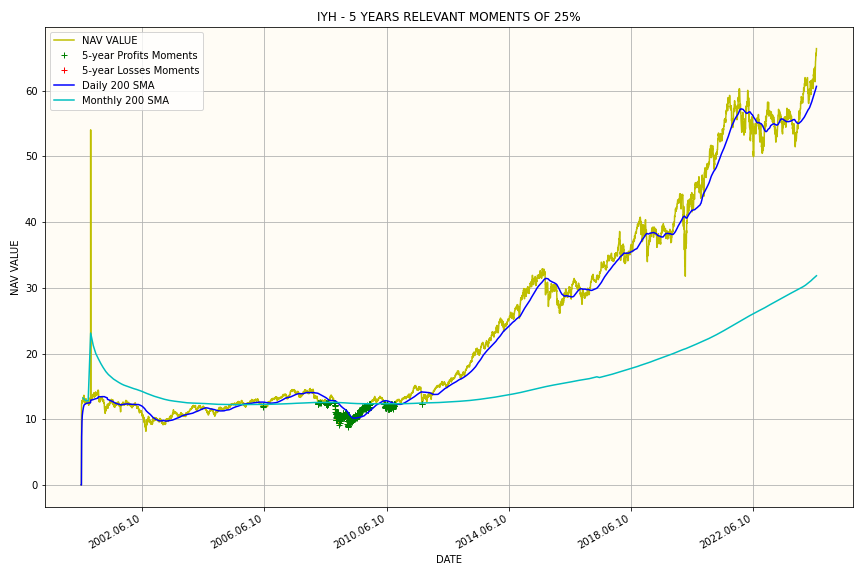 IYH - 5 YEARS RELEVANT MOMENTS OF 25%
NAV VALUE
5-year Profits Moments
5-year Losses Moments
Daily 200 SMA
Monthly 200 SMA
NAV VALUE
60
50
40
30
20
10
0
2002.06.10
2006.06.10
2010.06.10
2014.06.10
2018.06.10
2022.06.10
DATE